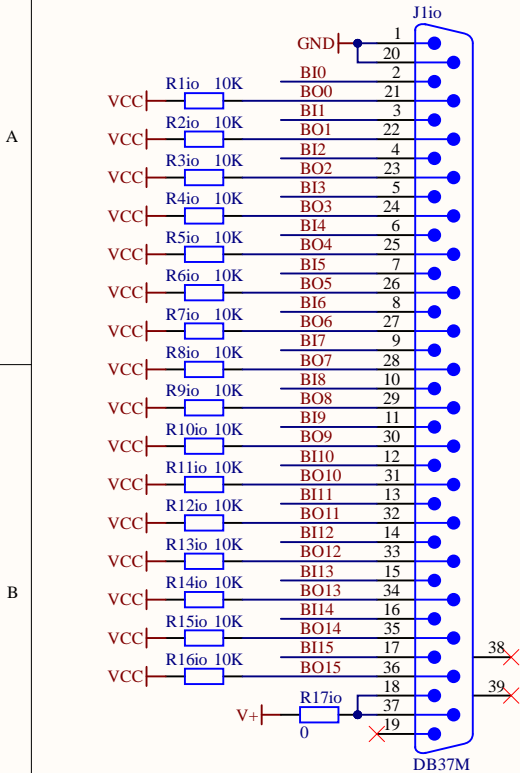 J1io
GND 1
20
BI0 2
R1io 10K
VCC BO0 21
BI1 3
R2io 10K
VCC BO1 22
A
BI2 4
R3io 10K
VCC BO2 23
BI3 5
R4io 10K
VCC BO3 24
BI4 6
R5io 10K
VCC BO4 25
BI5 7
R6io 10K
VCC BO5 26
BI6 8
R7io 10K
VCC BO6 27
BI7 9
R8io 10K
VCC BO7 28
BI8 10
R9io 10K
VCC BO8 29
BI9 11
R10io 10K
VCC BO9 30
BI10 12
R11io 10K
VCC BO10 31
BI11 13
R12io 10K
VCC BO11 32
BI12 14
R13io 10K
VCC BO12 33
BI13 15
R14io 10K
B
VCC BO13 34
BI14 16
R15io 10K
VCC BO14 35
BI15 17 38
R16io 10K
VCC BO15 36
18 39
R17io
V+ 37
0 19
DB37M